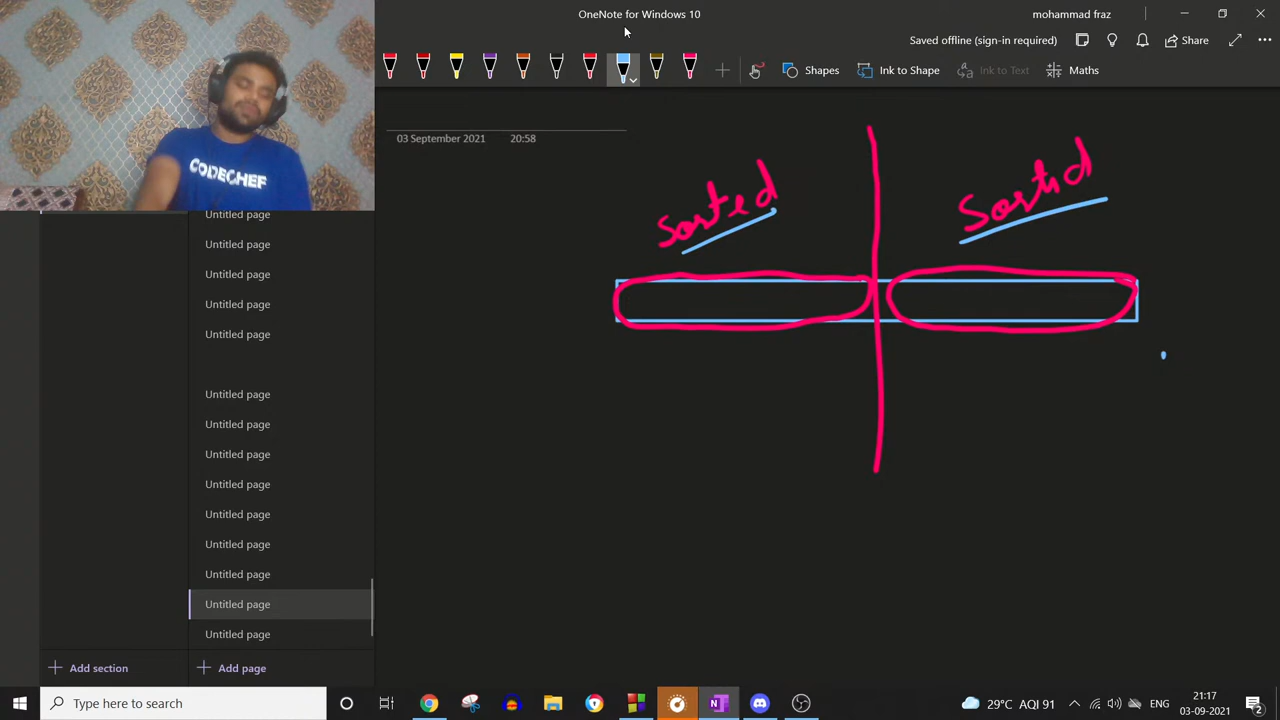 OneNote for Windows 10
mohammad fraz
Saved offline (sign-in required)
Share
Shapes
Ink to Shape
Ink to Text
Maths
03 September 2021
20:58
CODECHEF
Sorted
Sorted
Untitled page
Untitled page
Untitled page
Untitled page
Untitled page
Untitled page
Untitled page
Untitled page
Untitled page
Untitled page
Untitled page
Untitled page
Untitled page
Untitled page
Add section
Add page
Type here to search
29°C AQI 91
ENG
21:17
03-09-2021